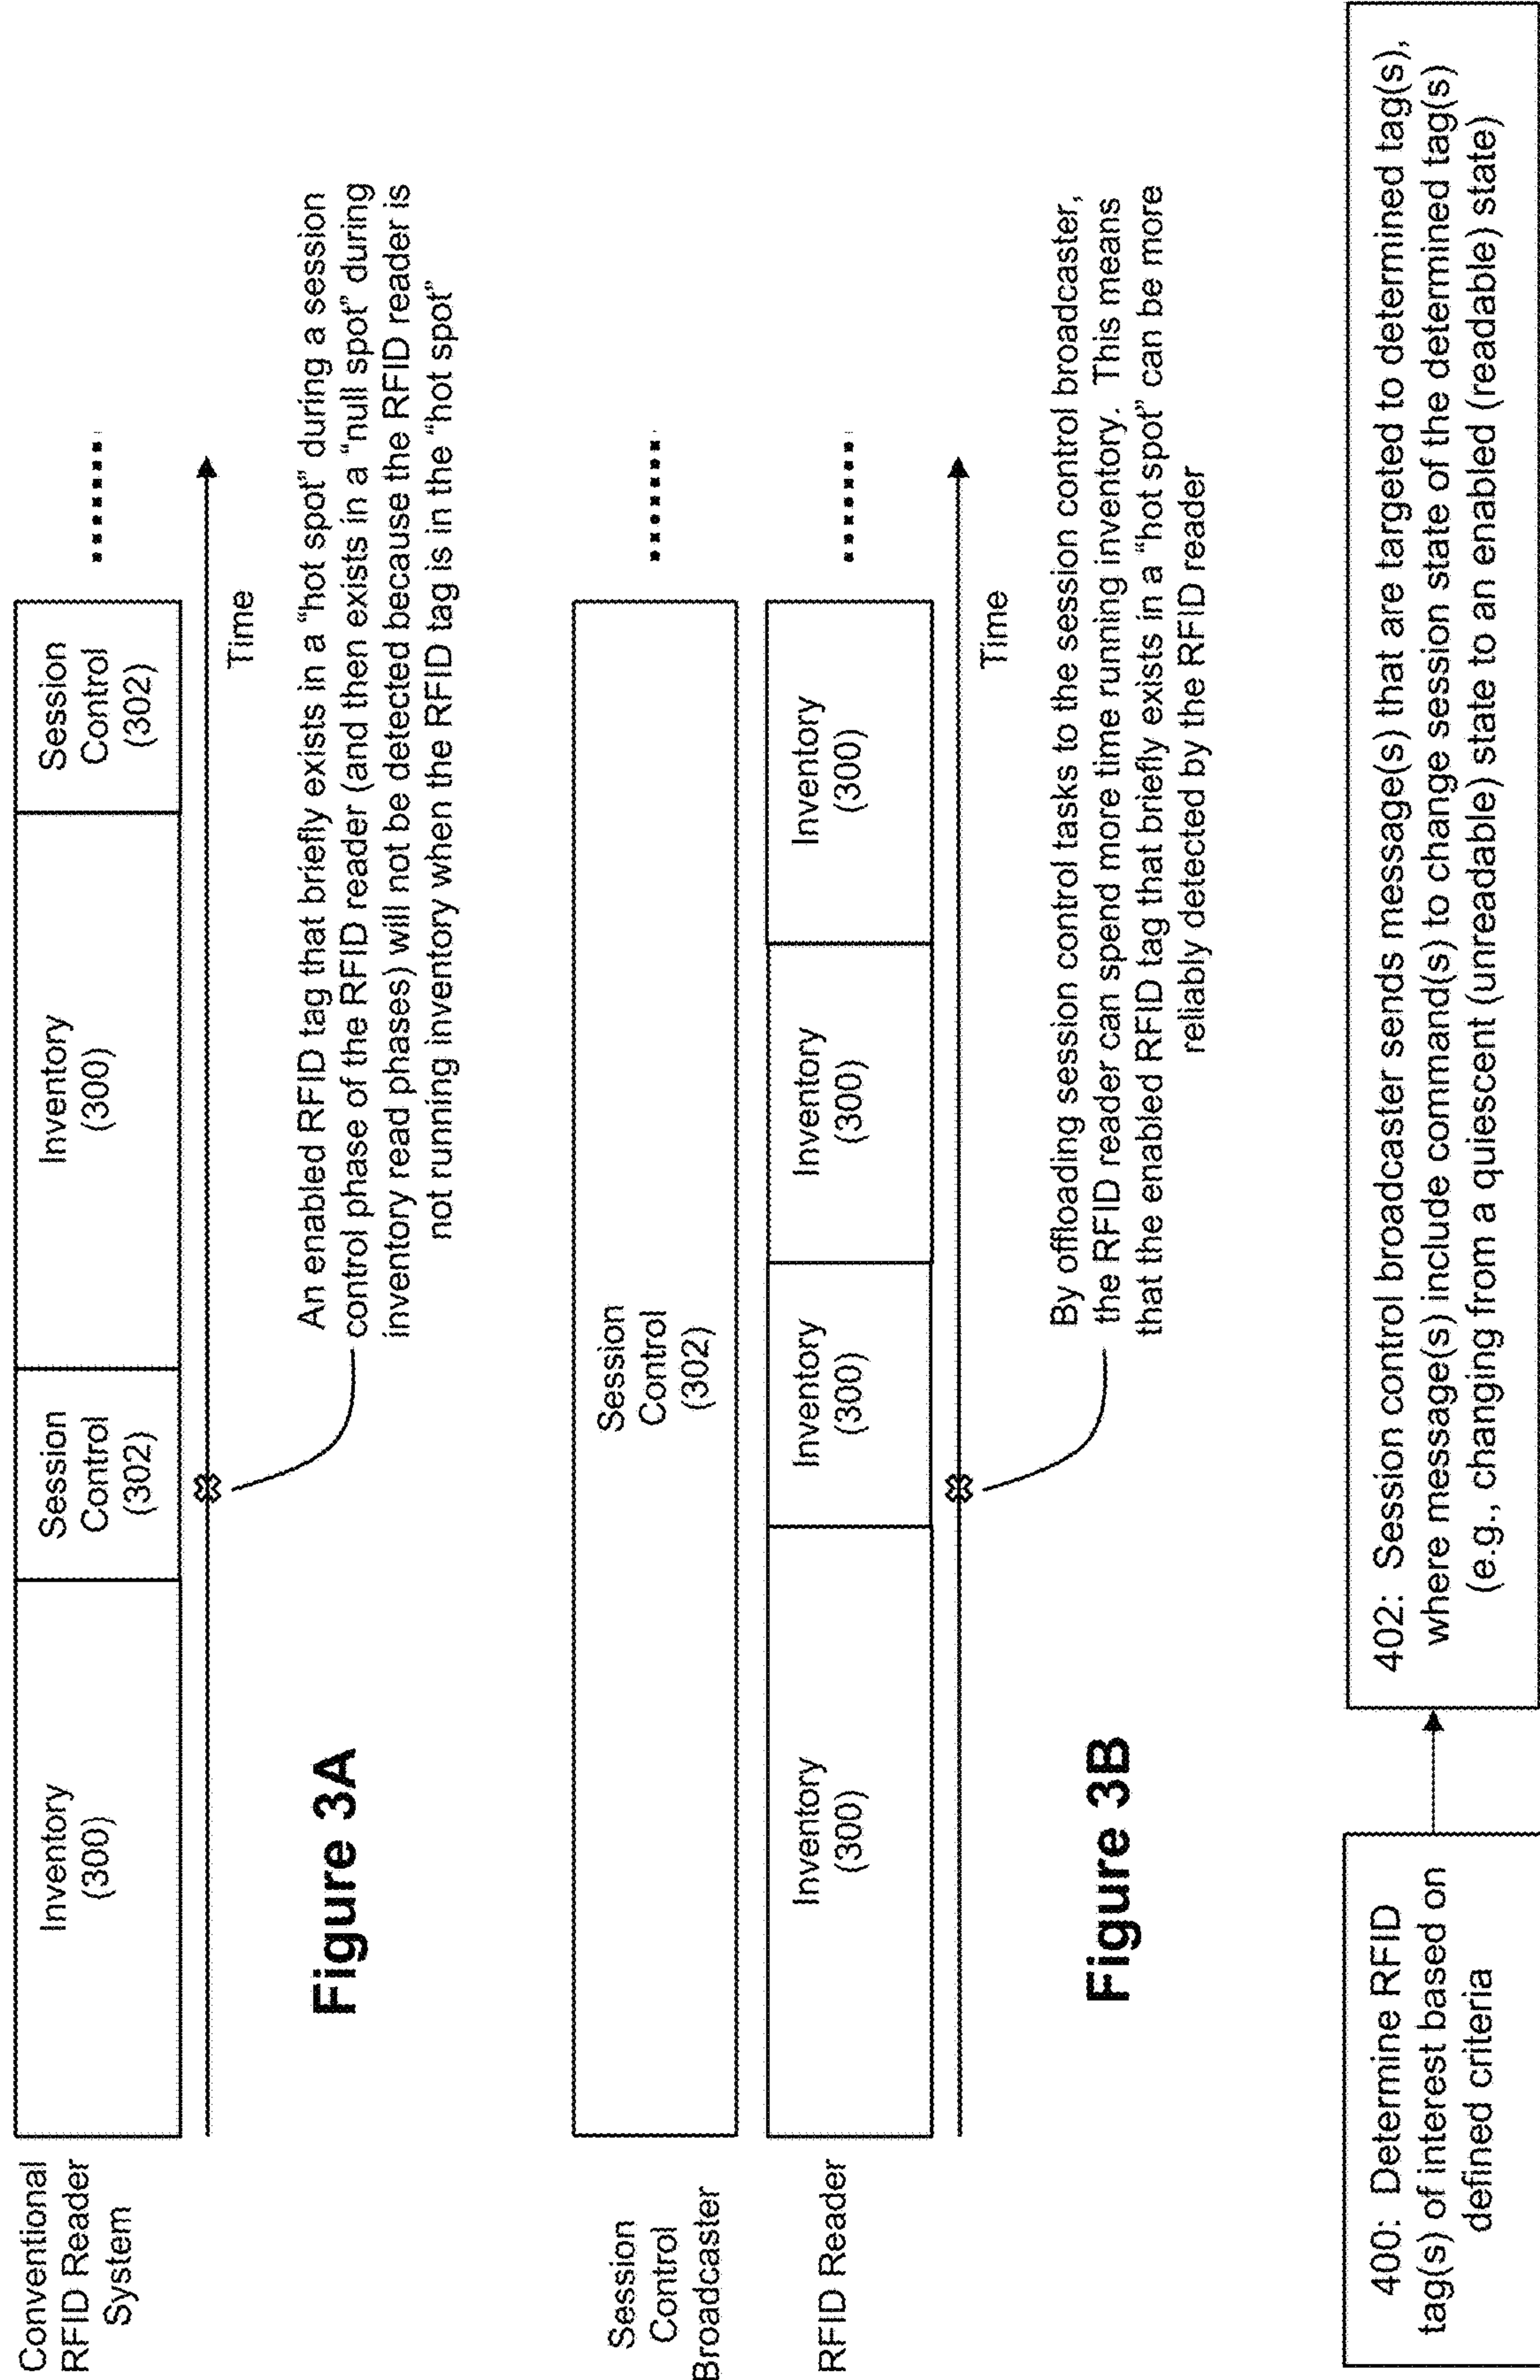 Conventional
RFID Reader
System
Inventory
(300)
Session
Control
(302)
Inventory
(300)
Session
Control
(302)
Time
An enabled RFID tag that briefly exists in a “hot spot” during a session
control phase of the RFID reader (and then exists in a “null spot” during
inventory read phases) will not be detected because the RFID reader is
not running inventory when the RFID tag is in the “hot spot”
Figure 3A
Session
Control
Broadcaster
Session
Control
(302)
RFID Reader
Inventory
(300)
Inventory
(300)
Inventory
(300)
Inventory
(300)
Time
By offloading session control tasks to the session control broadcaster,
the RFID reader can spend more time running inventory. This means
that the enabled RFID tag that briefly exists in a “hot spot” can be more
reliably detected by the RFID reader
Figure 3B
400: Determine RFID
tag(s) of interest based on
defined criteria
402: Session control broadcaster sends message(s) that are targeted to determined tag(s),
where message(s) include command(s) to change session state of the determined tag(s)
(e.g., changing from a quiescent (unreadable) state to an enabled (readable) state)